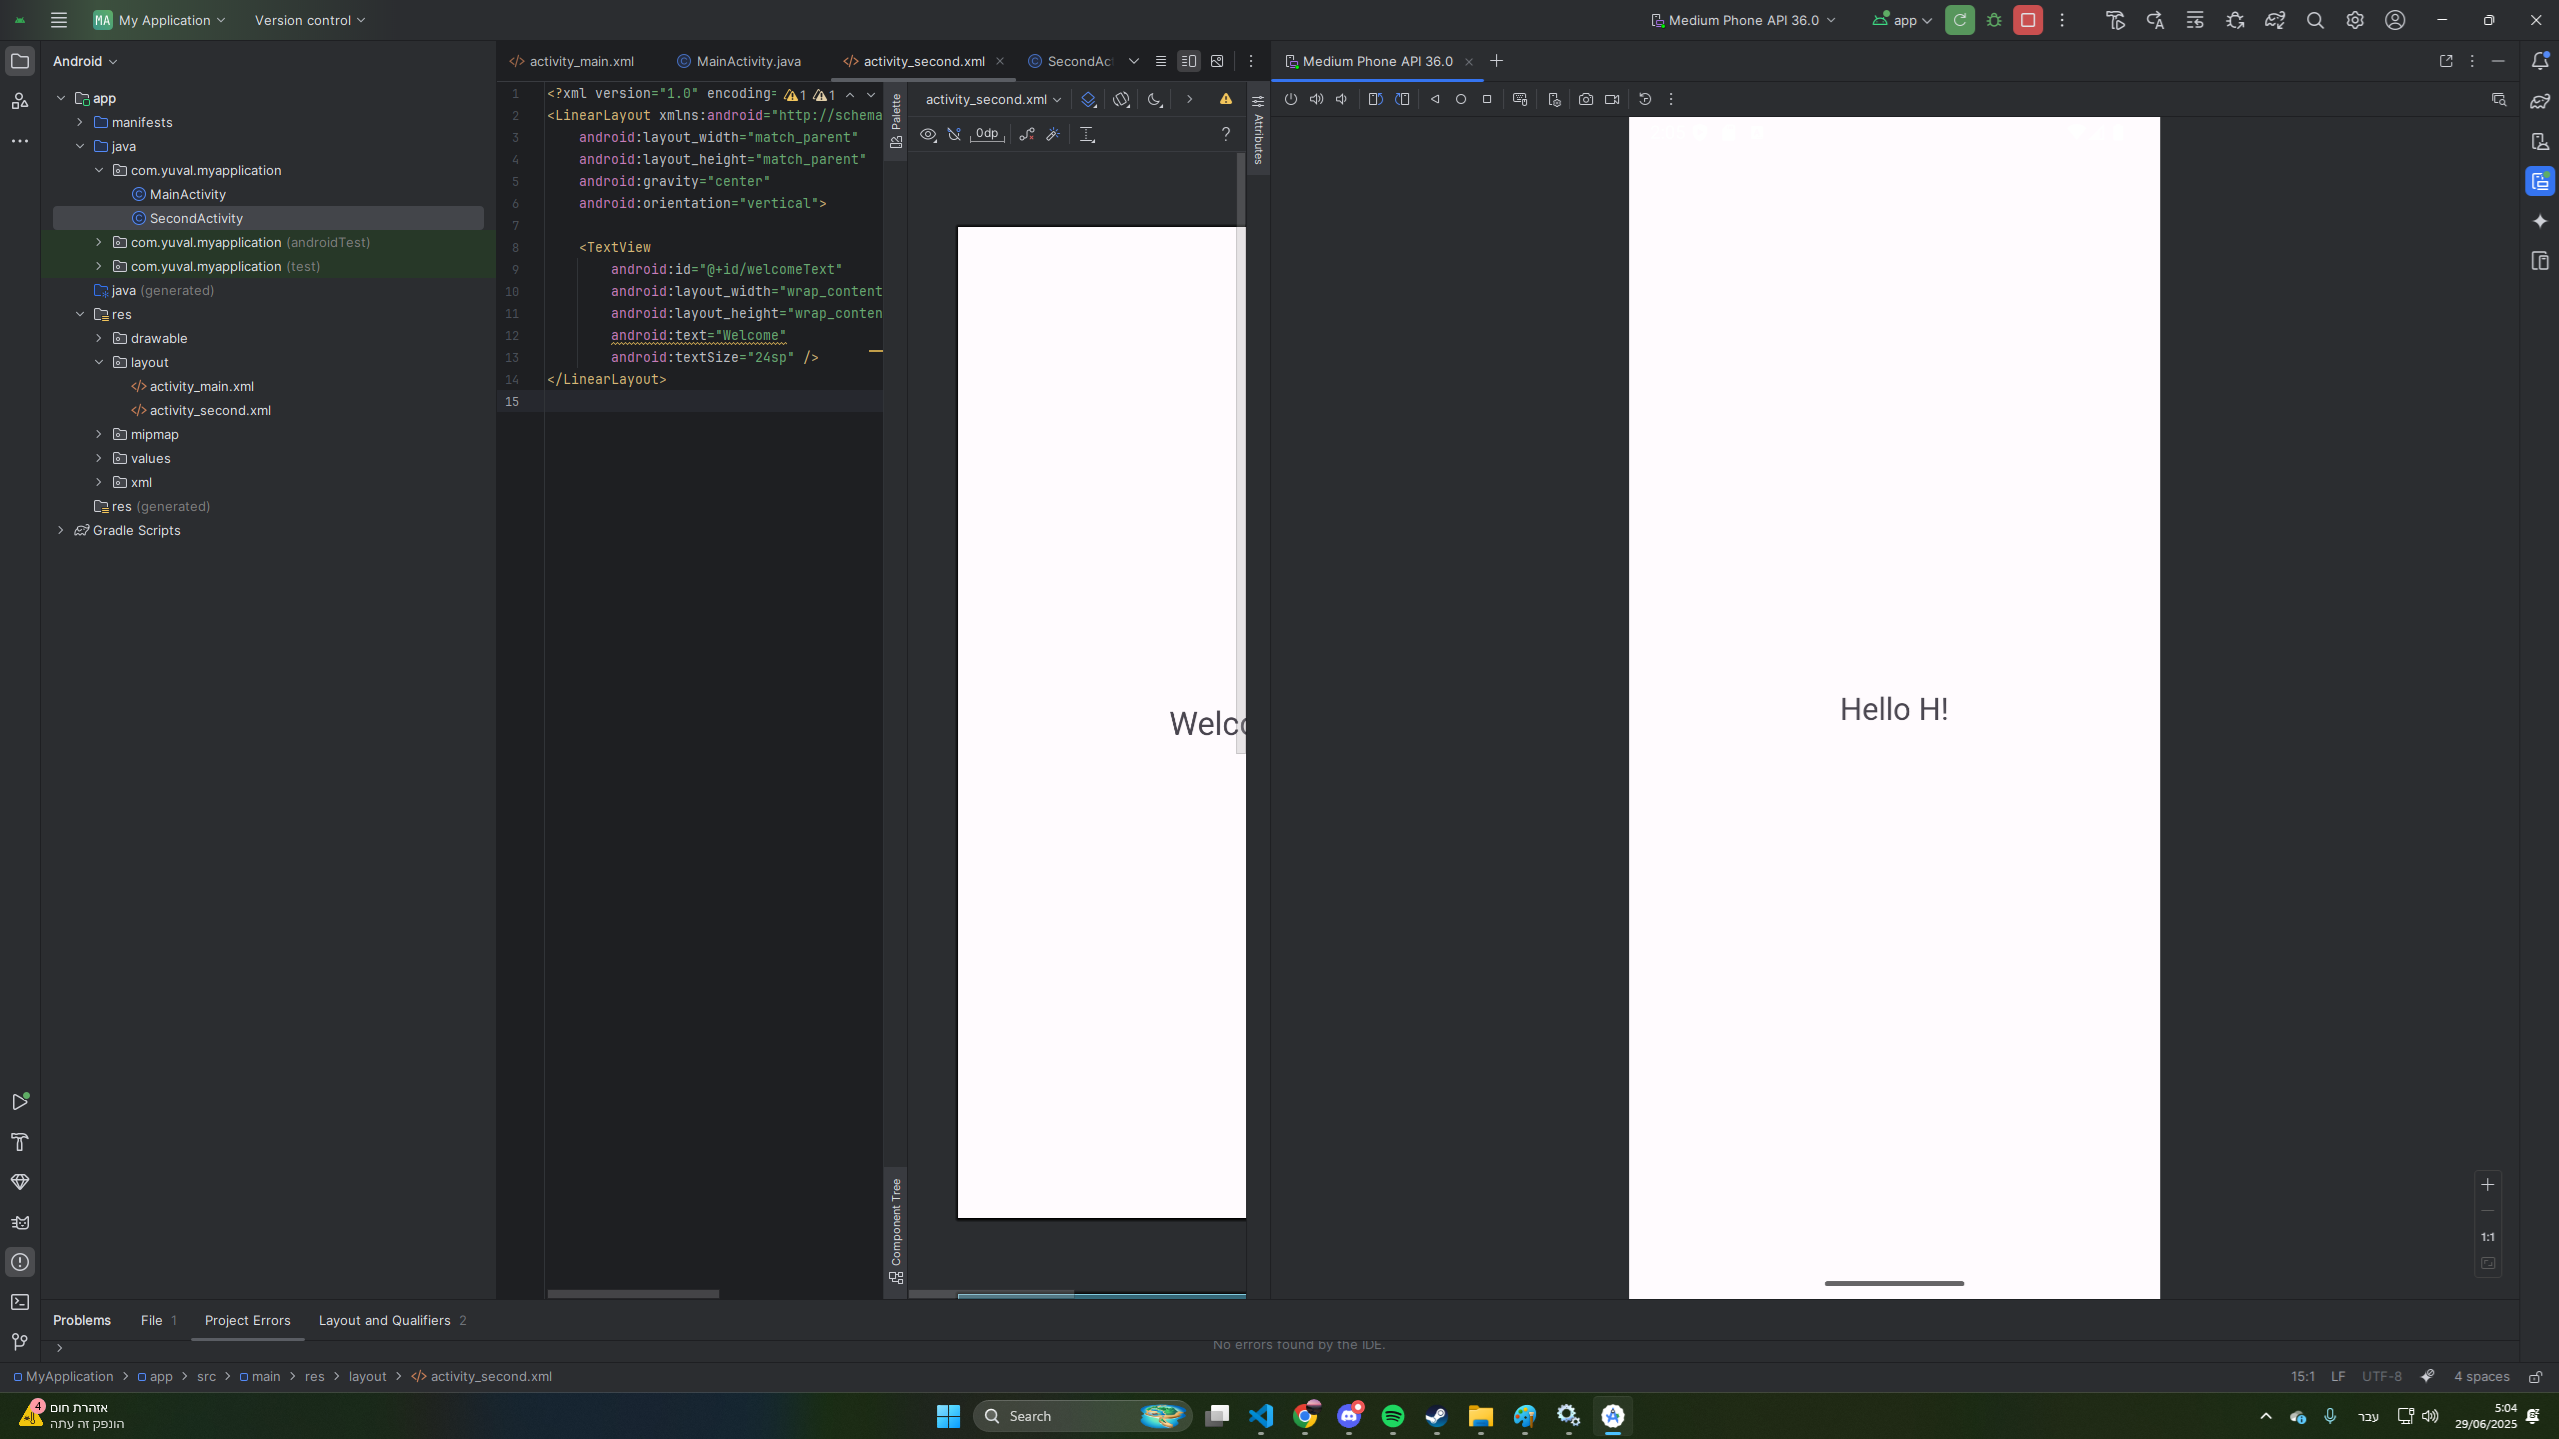 MA My Application Version control Medium Phone API 36.0 app
Android
app
manifests
java
com.yuval.myapplication
MainActivity
SecondActivity
com.yuval.myapplication (androidTest)
com.yuval.myapplication (test)
java (generated)
res
drawable
layout
activity_main.xml
activity_second.xml
mipmap
values
xml
res (generated)
Gradle Scripts
activity_main.xml MainActivity.java activity_second.xml SecondAc
1 <?xml version="1.0" encoding= 1 1
2 <LinearLayout xmlns:android="http://schema
3 android:layout_width="match_parent"
4 android:layout_height="match_parent"
5 android:gravity="center"
6 android:orientation="vertical">
7
8 <TextView
9 android:id="@+id/welcomeText"
10 android:layout_width="wrap_content
11 android:layout_height="wrap_conten
12 android:text="Welcome"
13 android:textSize="24sp" />
14 </LinearLayout>
15
Palette
Component Tree
activity_second.xml
0dp ?
Welco
Attributes
Medium Phone API 36.0
Hello H!
1:1
Problems File 1 Project Errors Layout and Qualifiers 2
No errors found by the IDE.
MyApplication app src main res layout activity_second.xml 15:1 LF UTF-8 4 spaces
4
אזהרת חום
הונפק זה עתה
Search
עבר
5:04
29/06/2025